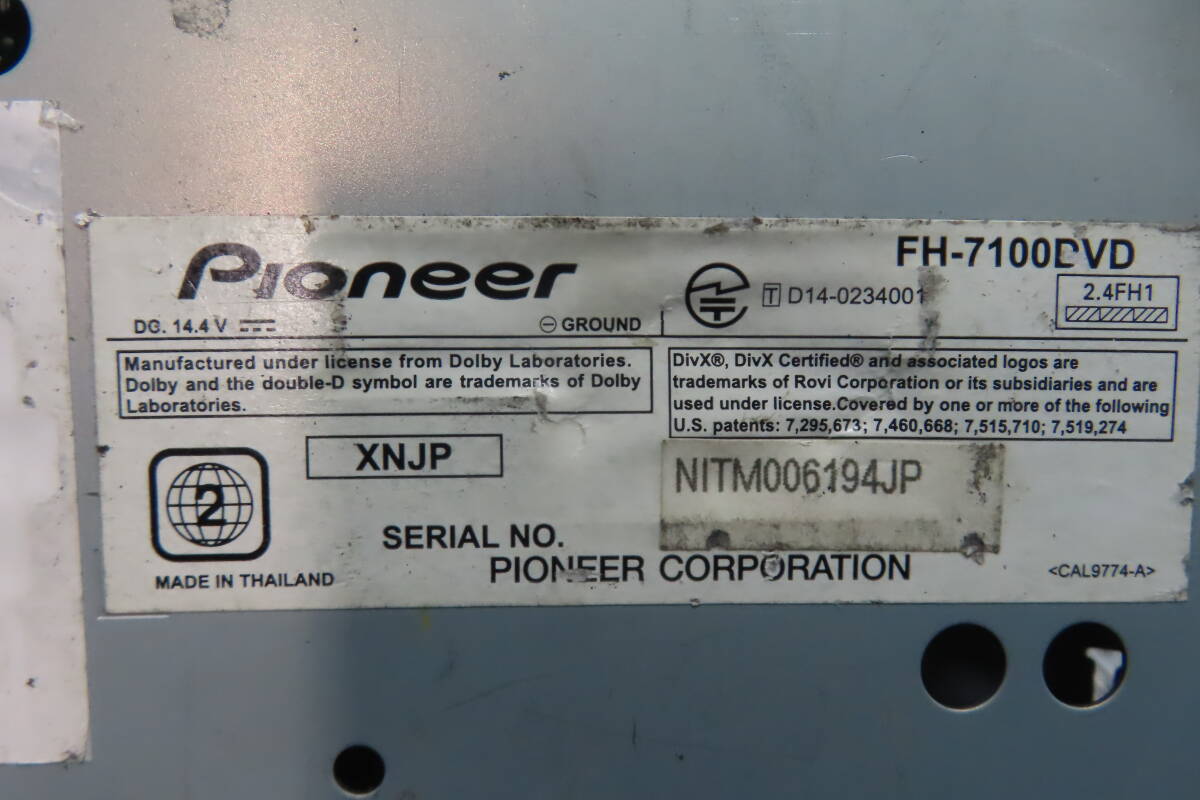 Pioneer
FH-7100DVD
DC. 14.4 V
⊖ GROUND
T D14-0234001
2.4FH1
Manufactured under license from Dolby Laboratories.
Dolby and the double-D symbol are trademarks of Dolby
Laboratories.
DivX®, DivX Certified® and associated logos are
trademarks of Rovi Corporation or its subsidiaries and are
used under license.Covered by one or more of the following
U.S. patents: 7,295,673; 7,460,668; 7,515,710; 7,519,274
XNJP
2
NITM006194JP
SERIAL NO.
PIONEER CORPORATION
MADE IN THAILAND
<CAL9774-A>